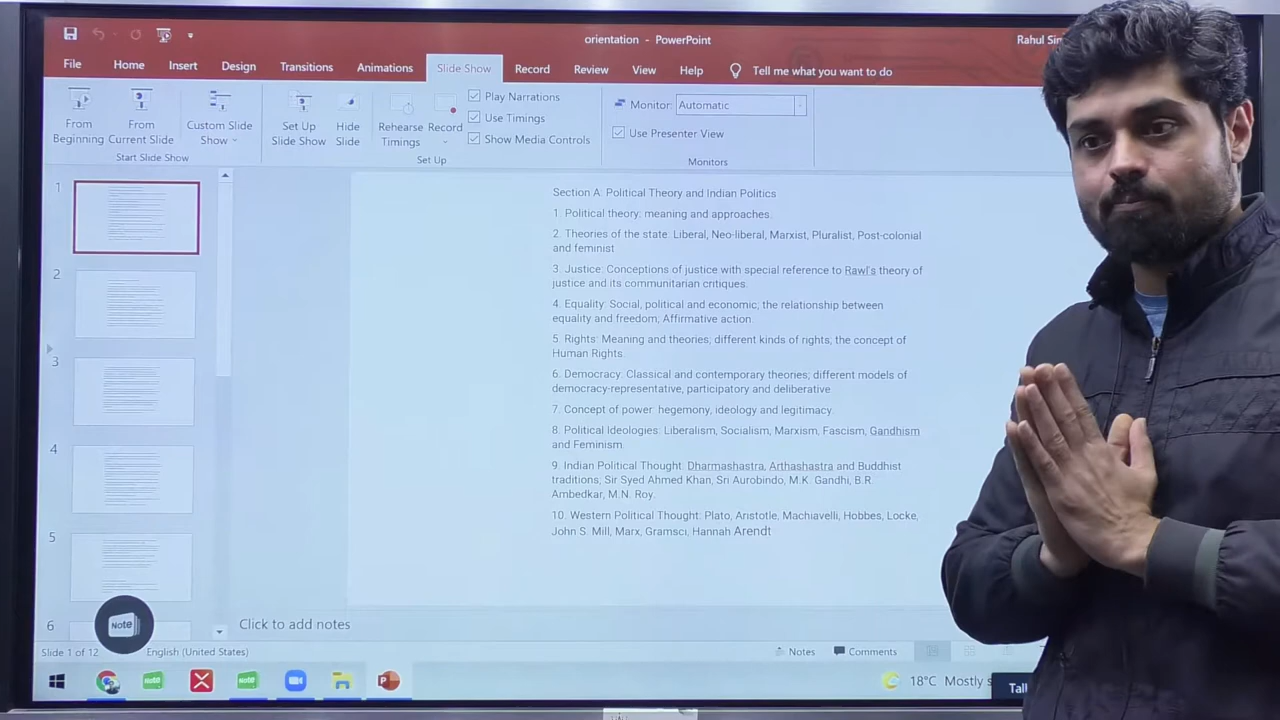 orientation - PowerPoint
Rahul
File Home Insert Design Transitions Animations Slide Show Record Review View Help Tell me what you want to do
From Beginning
From Current Slide
Custom Slide Show
Start Slide Show
Set Up Slide Show
Hide Slide
Rehearse Timings
Record
Play Narrations
Use Timings
Show Media Controls
Set Up
Monitor: Automatic
Use Presenter View
Monitors
1
2
3
4
5
6
Section A: Political Theory and Indian Politics
1. Political theory: meaning and approaches.
2. Theories of the state: Liberal, Neo-liberal, Marxist, Pluralist, Post-colonial
and feminist
3. Justice: Conceptions of justice with special reference to Rawl's theory of
justice and its communitarian critiques.
4. Equality: Social, political and economic; the relationship between
equality and freedom; Affirmative action.
5. Rights: Meaning and theories; different kinds of rights; the concept of
Human Rights.
6. Democracy: Classical and contemporary theories; different models of
democracy-representative, participatory and deliberative.
7. Concept of power hegemony, ideology and legitimacy.
8. Political Ideologies: Liberalism, Socialism, Marxism, Fascism, Gandhism
and Feminism.
9. Indian Political Thought: Dharmashastra, Arthashastra and Buddhist
traditions; Sir Syed Ahmed Khan, Sri Aurobindo, M.K. Gandhi, B.R.
Ambedkar, M.N. Roy.
10. Western Political Thought: Plato, Aristotle, Machiavelli, Hobbes, Locke,
John S. Mill, Marx, Gramsci, Hannah Arendt
Note
Click to add notes
Slide 1 of 12 English (United States) Notes Comments
18°C Mostly